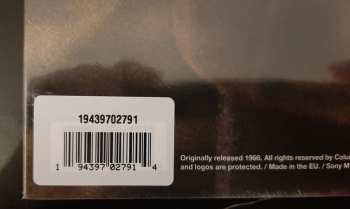 19439702791
1 94397 02791 4
Originally released 1966. All rights reserved by Colu
and logos are protected. / Made in the EU. / Sony M